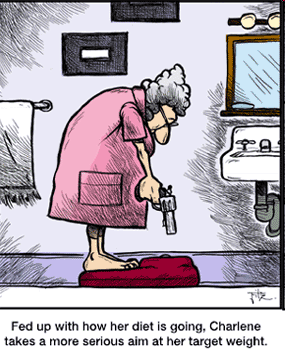 Fed up with how her diet is going, Charlene
takes a more serious aim at her target weight.